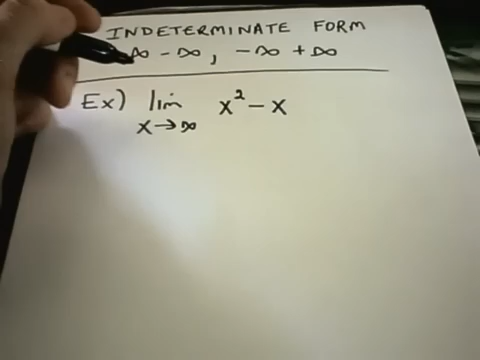 INDETERMINATE FORM
∞ - ∞, -∞ + ∞
Ex) lim x² - x
x → ∞